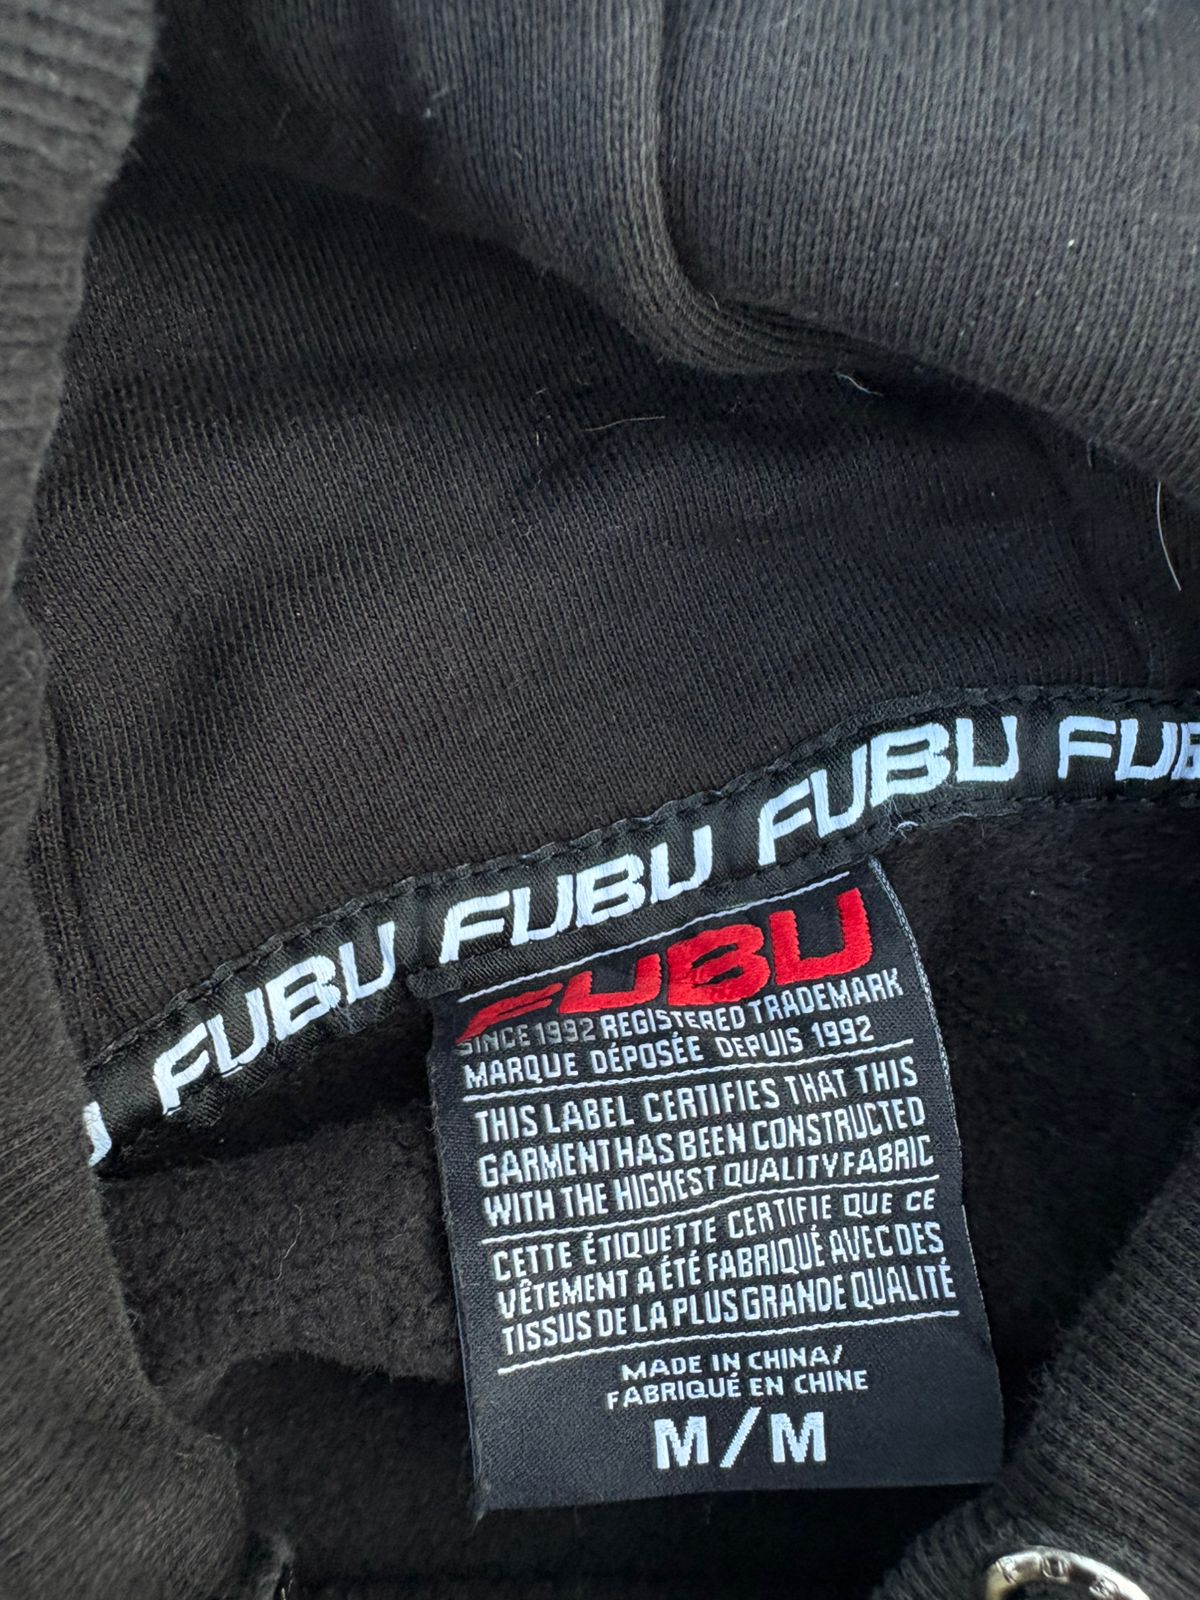 FUBU FUBU FUBU FUBU
FUBU
SINCE 1992 REGISTERED TRADEMARK
MARQUE DÉPOSÉE DEPUIS 1992
THIS LABEL CERTIFIES THAT THIS
GARMENT HAS BEEN CONSTRUCTED
WITH THE HIGHEST QUALITY FABRIC
CETTE ÉTIQUETTE CERTIFIE QUE CE
VÊTEMENT A ÉTÉ FABRIQUÉ AVEC DES
TISSUS DE LA PLUS GRANDE QUALITÉ
MADE IN CHINA/
FABRIQUÉ EN CHINE
M/M